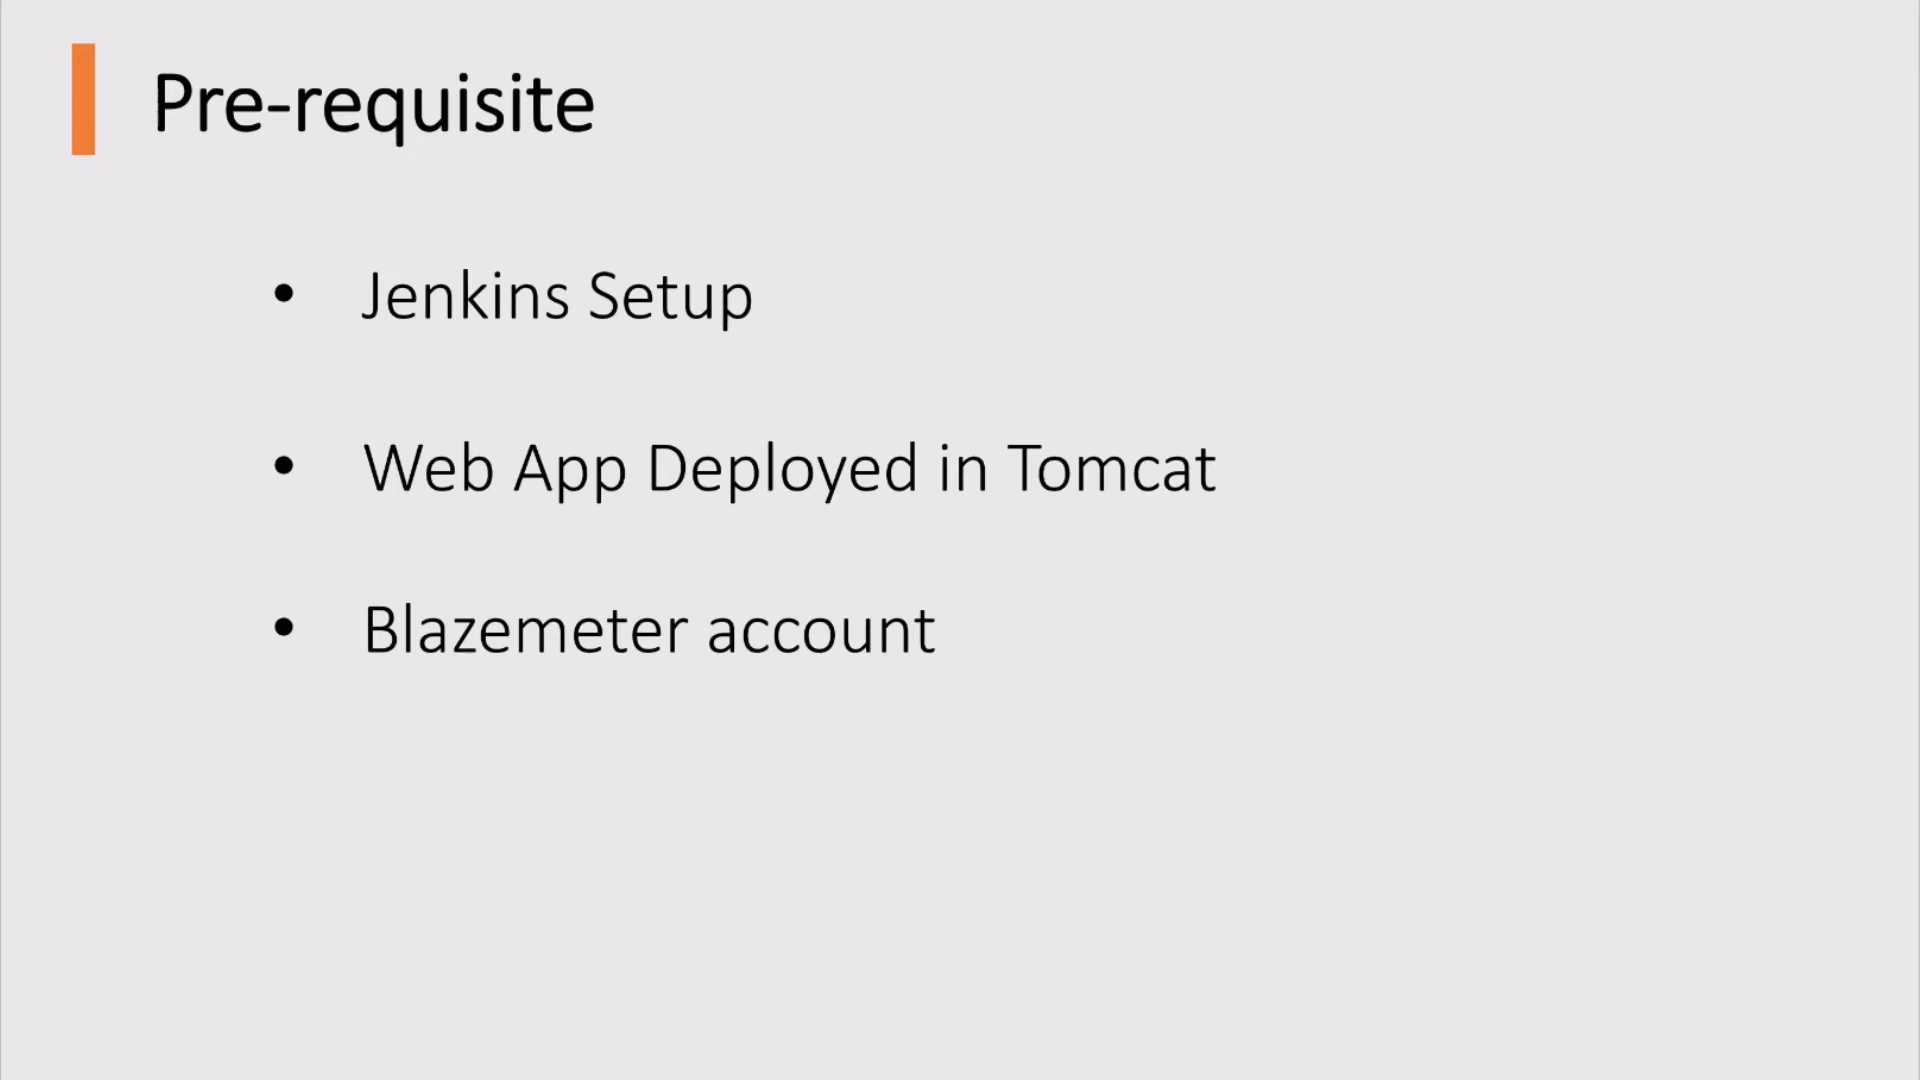 Pre-requisite
• Jenkins Setup
• Web App Deployed in Tomcat
• Blazemeter account